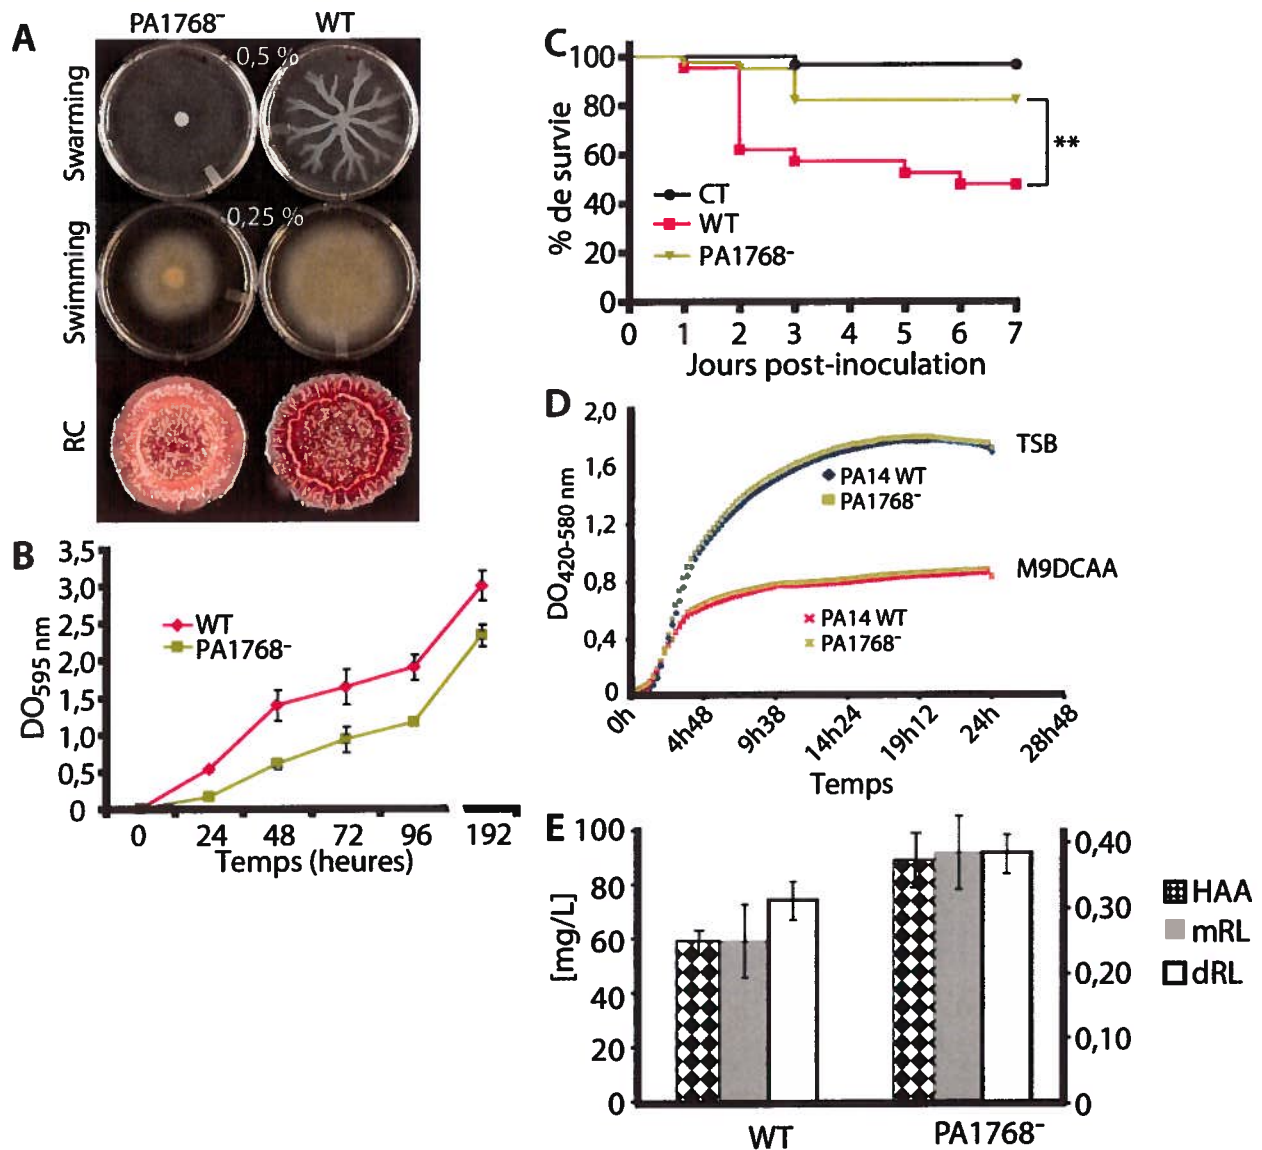 A
PA1768⁻
WT
Swarming
0,5 %
Swimming
0,25 %
RC
B
3,5
3,0
2,5
2,0
1,5
1,0
0,5
0
DO595 nm
WT
PA1768⁻
0 24 48 72 96 192
Temps (heures)
C
100
80
60
40
20
0
% de survie
CT
WT
PA1768⁻
**
0 1 2 3 4 5 6 7
Jours post-inoculation
D
2,0
1,6
1,2
0,8
0,4
0
DO420-580 nm
TSB
PA14 WT
PA1768⁻
M9DCAA
PA14 WT
PA1768⁻
0h 4h48 9h38 14h24 19h12 24h 28h48
Temps
E
100
80
60
40
20
0
[mg/L]
0,40
0,30
0,20
0,10
0
HAA
mRL
dRL
WT PA1768⁻